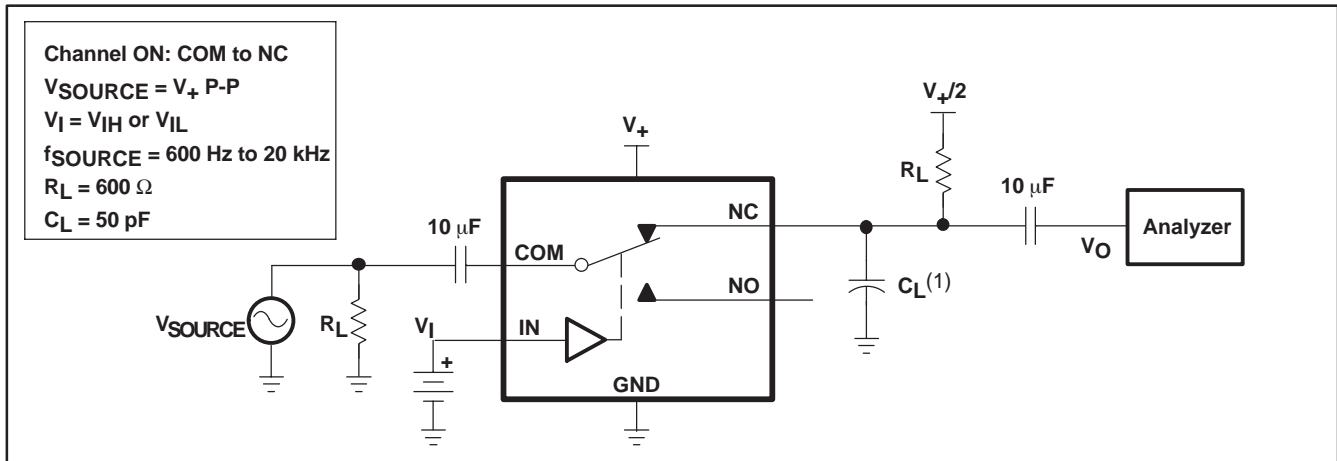 Channel ON: COM to NC
VSOURCE = V+ P-P
VI = VIH or VIL
fSOURCE = 600 Hz to 20 kHz
RL = 600 Ω
CL = 50 pF
V+/2
V+
RL
10 μF
NC
Analyzer
10 μF
COM
VO
NO
CL(1)
VSOURCE
RL
VI
IN
+
GND